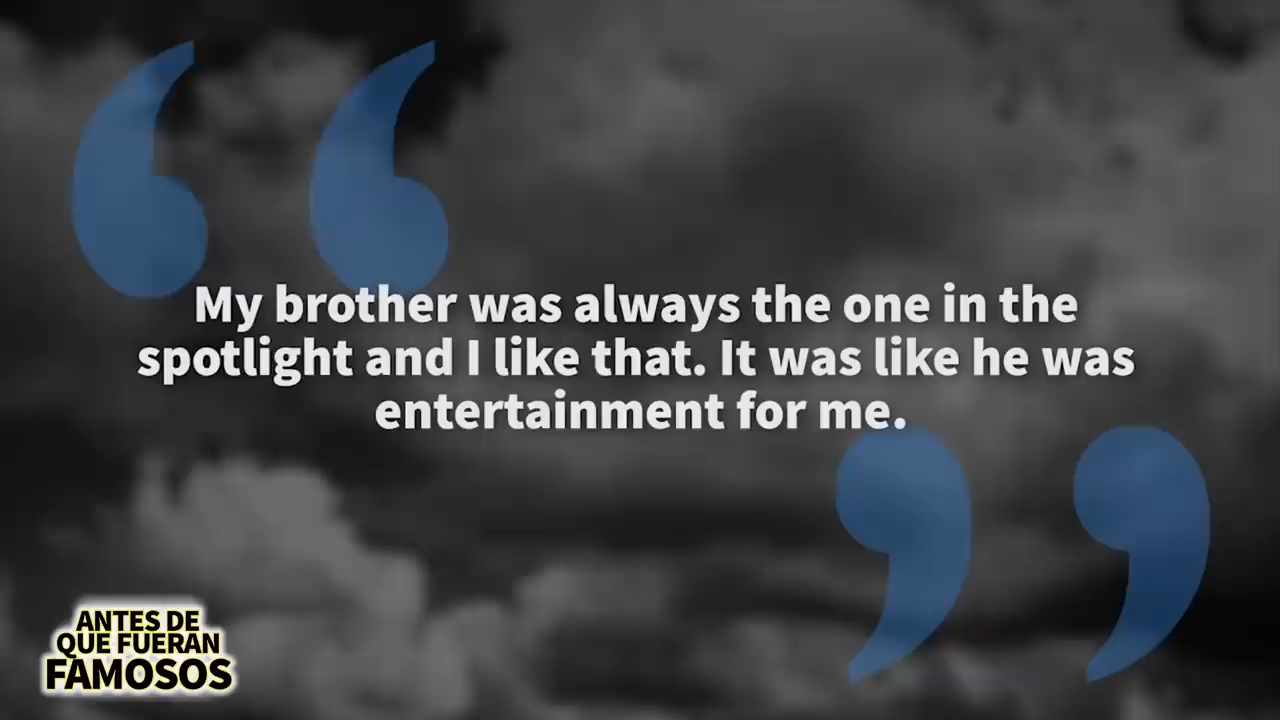 My brother was always the one in the
spotlight and I like that. It was like he was
entertainment for me.
ANTES DE
QUE FUERAN
FAMOSOS